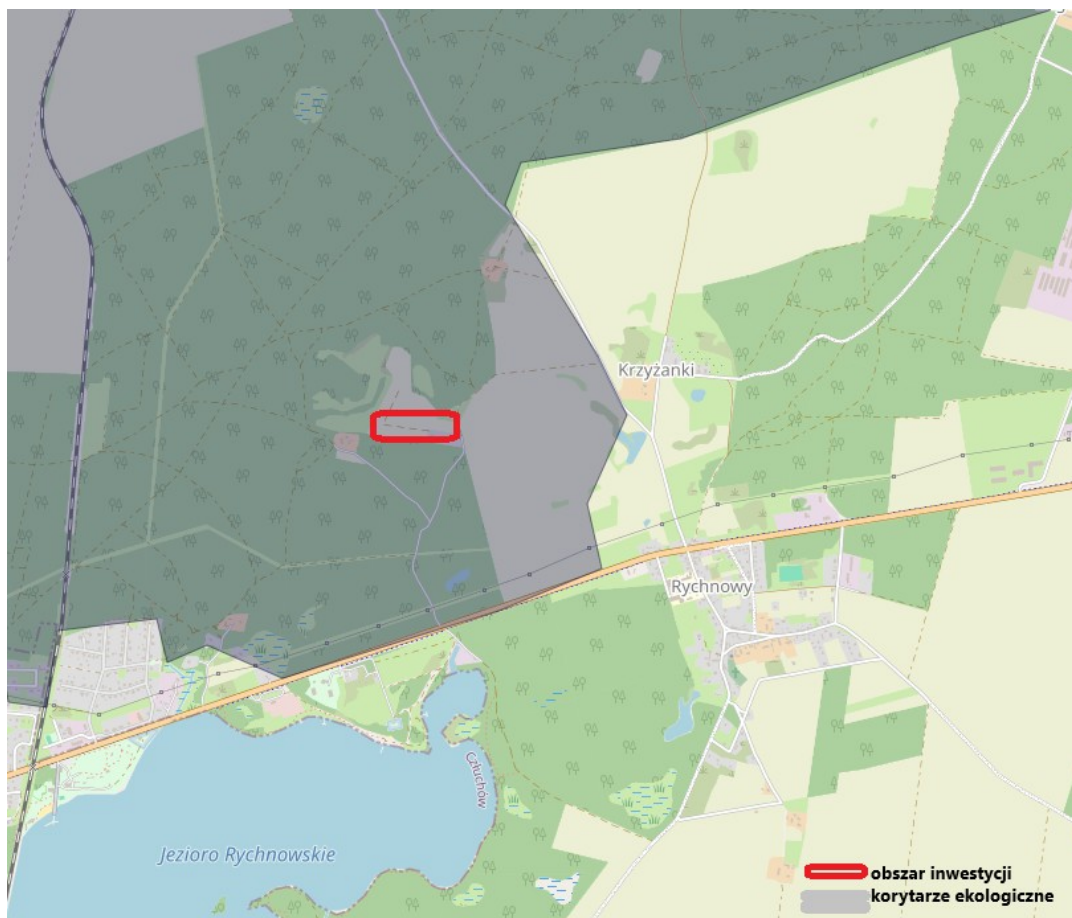 Krzyżanki
Rychnowy
Człuchów
Jezioro Rychnowskie
obszar inwestycji
korytarze ekologiczne